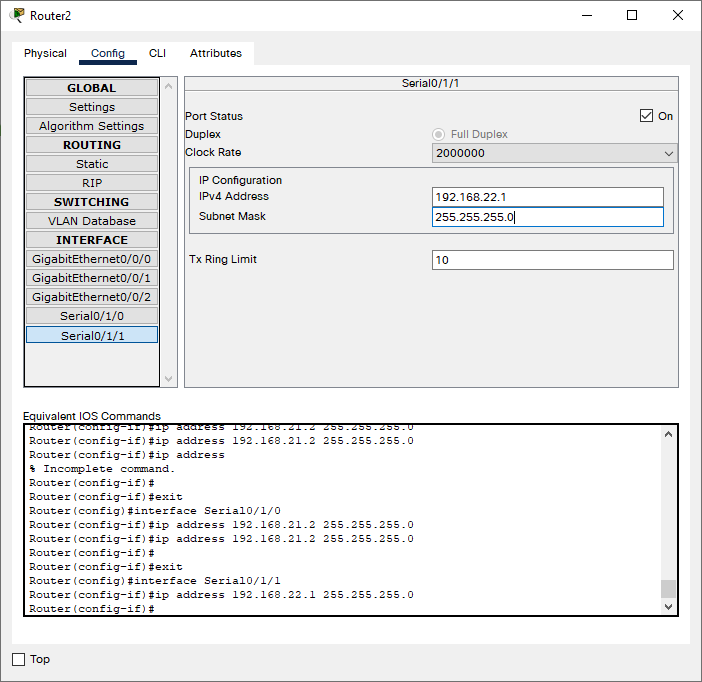 Router2
Physical Config CLI Attributes
GLOBAL
Settings
Algorithm Settings
ROUTING
Static
RIP
SWITCHING
VLAN Database
INTERFACE
GigabitEthernet0/0/0
GigabitEthernet0/0/1
GigabitEthernet0/0/2
Serial0/1/0
Serial0/1/1
Serial0/1/1
Port Status On
Duplex Full Duplex
Clock Rate 2000000
IP Configuration
IPv4 Address 192.168.22.1
Subnet Mask 255.255.255.0
Tx Ring Limit 10
Equivalent IOS Commands
Router(config-if)#ip address 192.168.21.2 255.255.255.0
Router(config-if)#ip address 192.168.21.2 255.255.255.0
Router(config-if)#ip address
% Incomplete command.
Router(config-if)#
Router(config-if)#exit
Router(config)#interface Serial0/1/0
Router(config-if)#ip address 192.168.21.2 255.255.255.0
Router(config-if)#ip address 192.168.21.2 255.255.255.0
Router(config-if)#
Router(config-if)#exit
Router(config)#interface Serial0/1/1
Router(config-if)#ip address 192.168.22.1 255.255.255.0
Router(config-if)#
Top